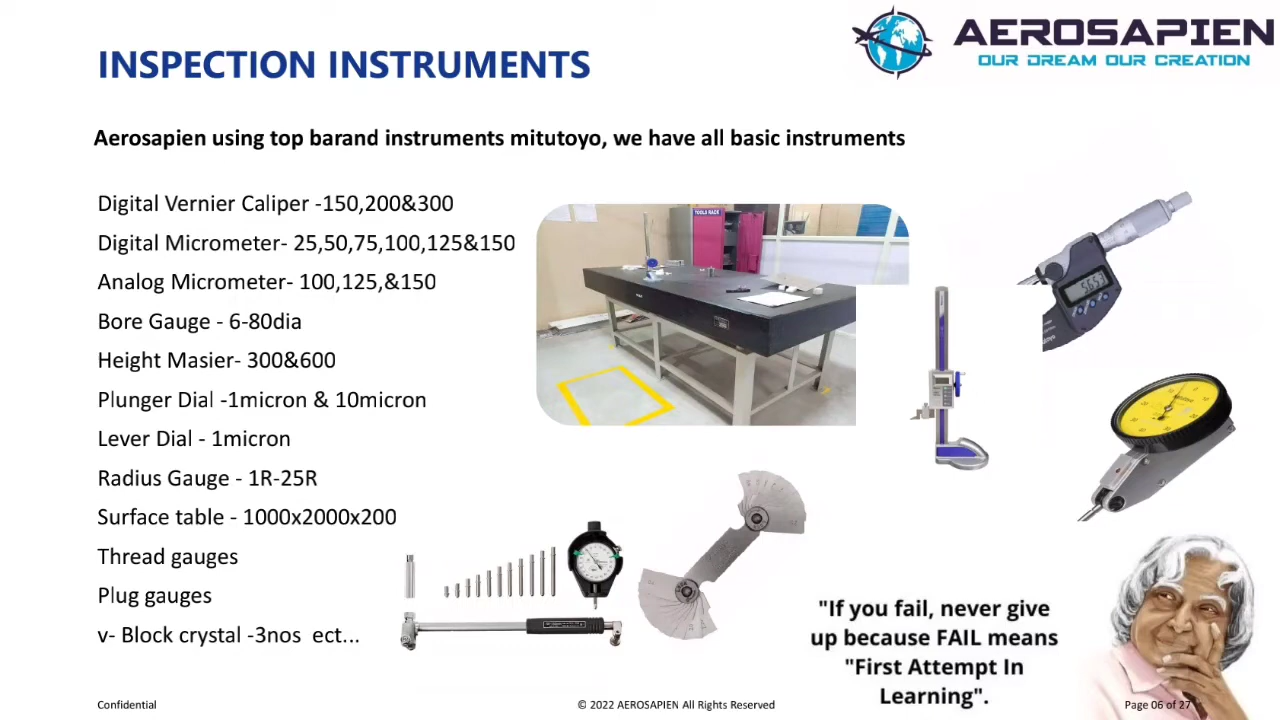 AEROSAPIEN
OUR DREAM OUR CREATION
INSPECTION INSTRUMENTS
Aerosapien using top barand instruments mitutoyo, we have all basic instruments
Digital Vernier Caliper -150,200&300
Digital Micrometer- 25,50,75,100,125&150
Analog Micrometer- 100,125,&150
Bore Gauge - 6-80dia
Height Masier- 300&600
Plunger Dial -1micron & 10micron
Lever Dial - 1micron
Radius Gauge - 1R-25R
Surface table - 1000x2000x200
Thread gauges
Plug gauges
v- Block crystal -3nos  ect...
TOOLS RACK
"If you fail, never give
up because FAIL means
"First Attempt In
Learning".
Confidential
© 2022 AEROSAPIEN All Rights Reserved
Page 06 of 27